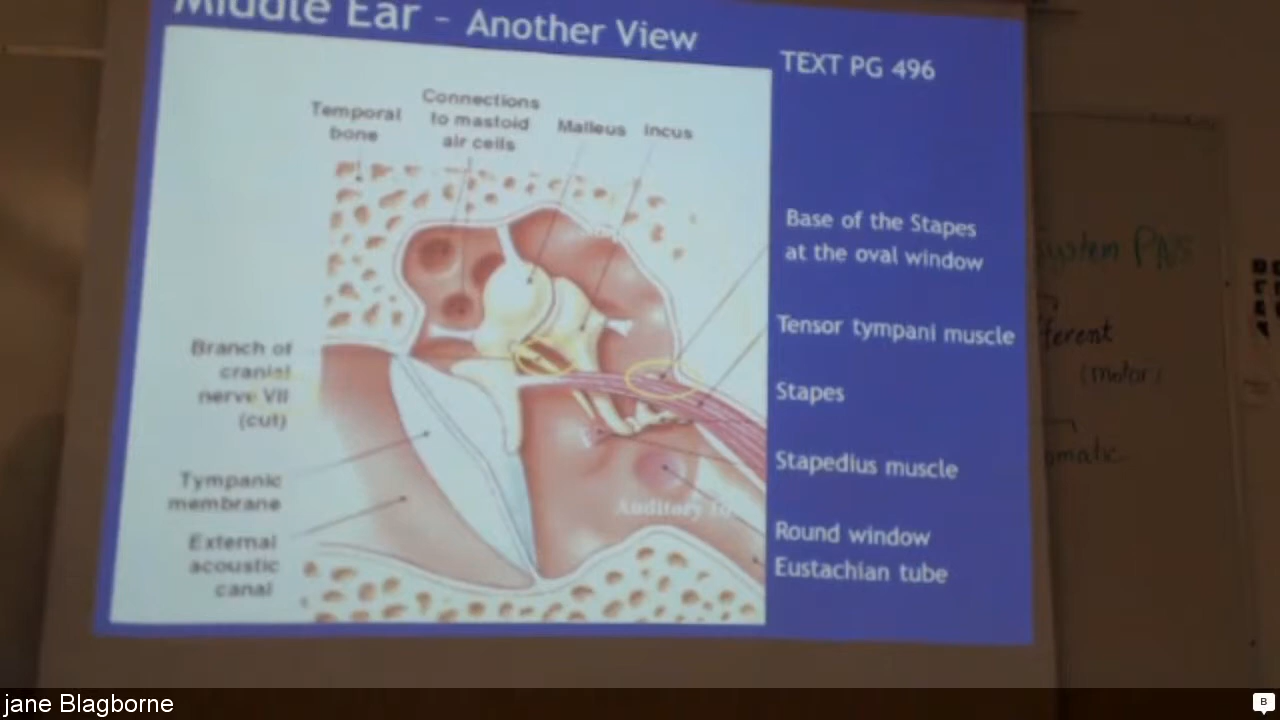 Middle Ear – Another View
TEXT PG 496
Temporal
bone
Connections
to mastoid
air cells
Malleus
Incus
Base of the Stapes
at the oval window
Tensor tympani muscle
Stapes
Stapedius muscle
Round window
Eustachian tube
Branch of
cranial
nerve VII
(cut)
Tympanic
membrane
External
acoustic
canal
Auditory
PNS
(motor)
jane Blagborne
B